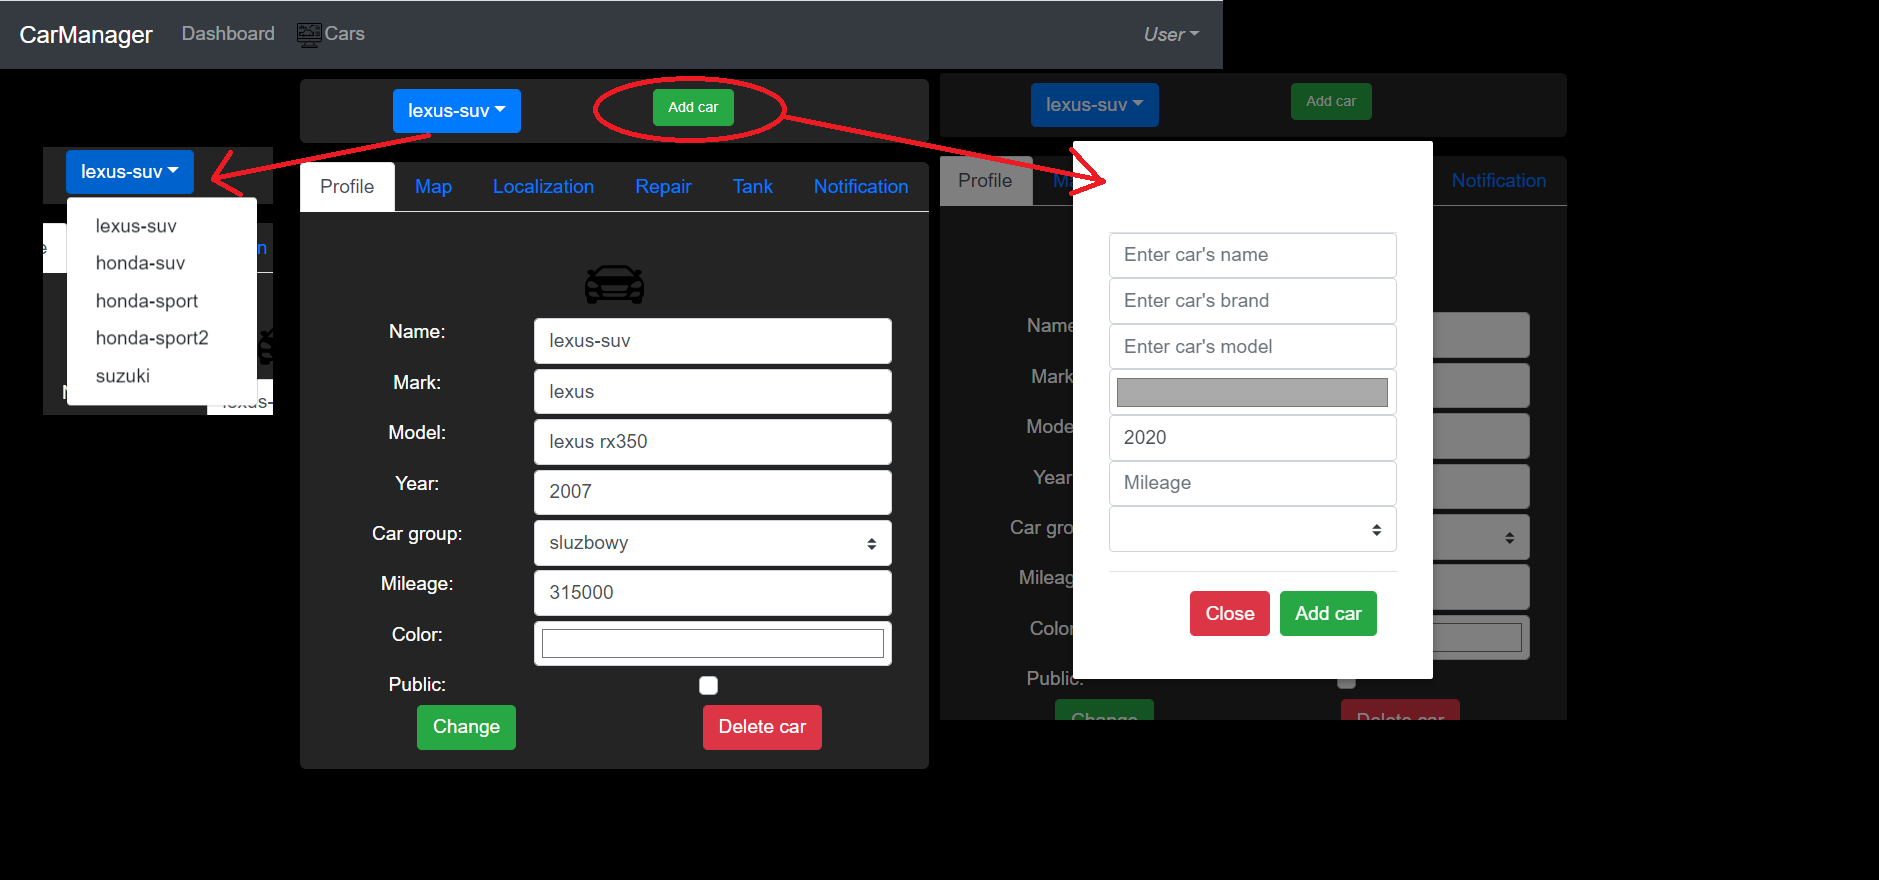 CarManager Dashboard Cars User
lexus-suv Add car
Profile Map Localization Repair Tank Notification
Name: lexus-suv
Mark: lexus
Model: lexus rx350
Year: 2007
Car group: sluzbowy
Mileage: 315000
Color:
Public:
Change Delete car
lexus-suv
lexus-suv
honda-suv
honda-sport
honda-sport2
suzuki
lexus-suv Add car
Profile Notification
Name
Mark
Mode
Year
Car gro
Mileag
Color
Public:
Change Delete car
Enter car's name
Enter car's brand
Enter car's model
2020
Mileage
Close Add car